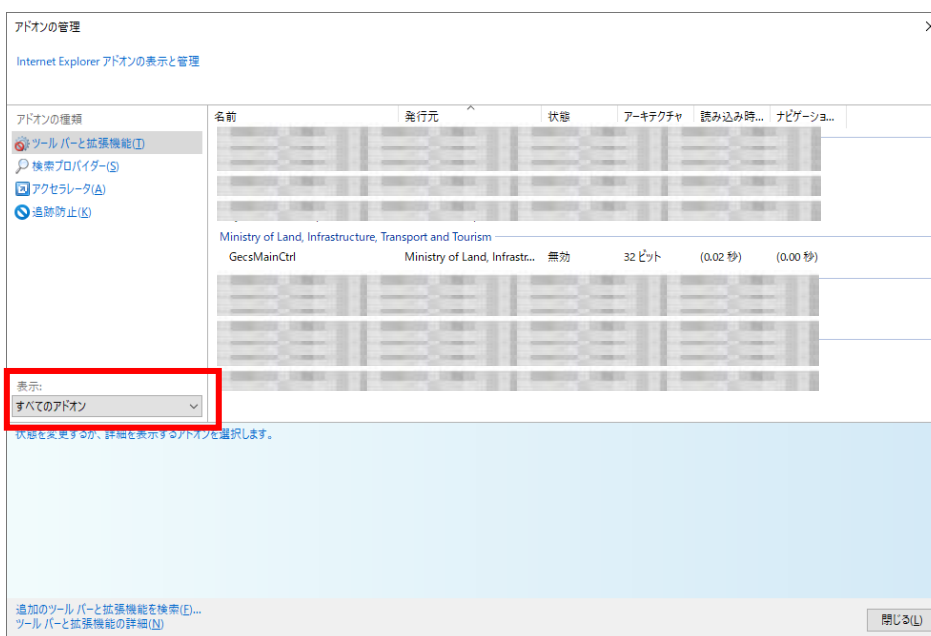 アドオンの管理
Internet Explorer アドオンの表示と管理
アドオンの種類
ツール バーと拡張機能(T)
検索プロバイダー(S)
アクセラレータ(A)
追跡防止(K)
名前 発行元 状態 アーキテクチャ 読み込み時... ナビゲーショ...
Ministry of Land, Infrastructure, Transport and Tourism
GecsMainCtrl Ministry of Land, Infrastr... 無効 32 ビット (0.02 秒) (0.00 秒)
表示:
すべてのアドオン
状態を変更するか、詳細を表示するアドオンを選択します。
追加のツール バーと拡張機能を検索(F)...
ツール バーと拡張機能の詳細(N)
閉じる(L)